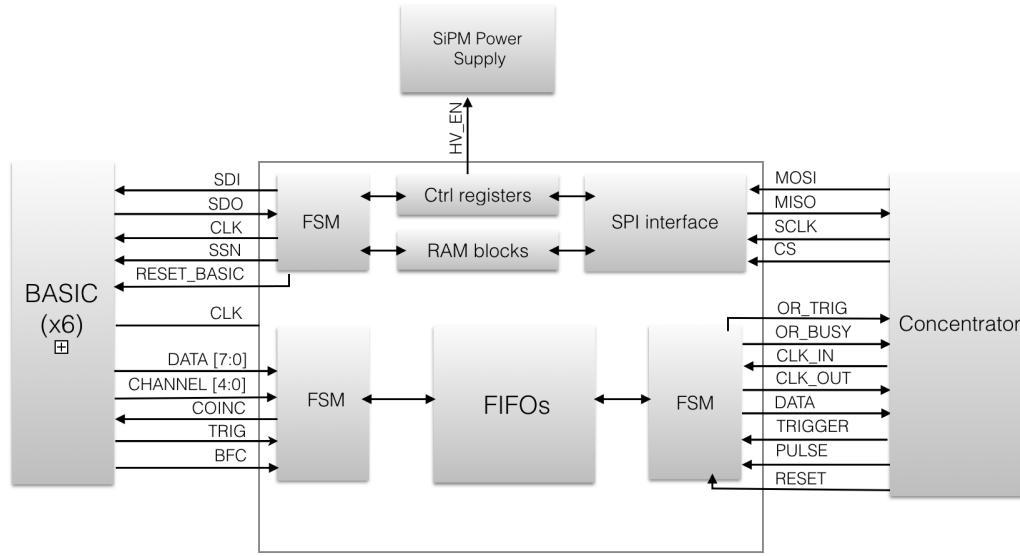 SiPM Power
Supply
HV_EN
SDI
SDO
CLK
SSN
RESET_BASIC
CLK
DATA [7:0]
CHANNEL [4:0]
COINC
TRIG
BFC
BASIC
(x6)
FSM
Ctrl registers
RAM blocks
SPI interface
FSM
FIFOs
FSM
MOSI
MISO
SCLK
CS
OR_TRIG
OR_BUSY
CLK_IN
CLK_OUT
DATA
TRIGGER
PULSE
RESET
Concentrator